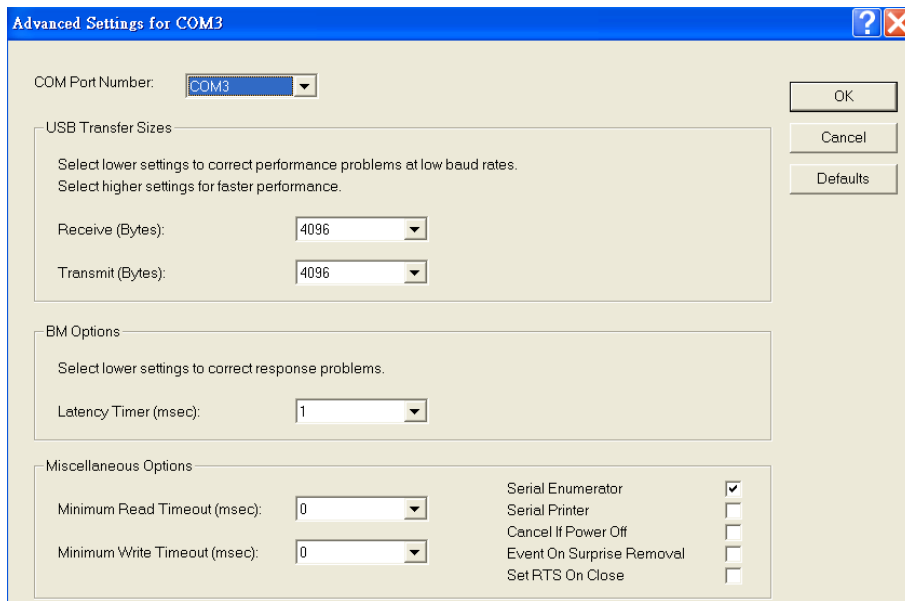 Advanced Settings for COM3
COM Port Number: COM3
OK
Cancel
Defaults
USB Transfer Sizes
Select lower settings to correct performance problems at low baud rates.
Select higher settings for faster performance.
Receive (Bytes): 4096
Transmit (Bytes): 4096
BM Options
Select lower settings to correct response problems.
Latency Timer (msec): 1
Miscellaneous Options
Minimum Read Timeout (msec): 0
Minimum Write Timeout (msec): 0
Serial Enumerator
Serial Printer
Cancel If Power Off
Event On Surprise Removal
Set RTS On Close